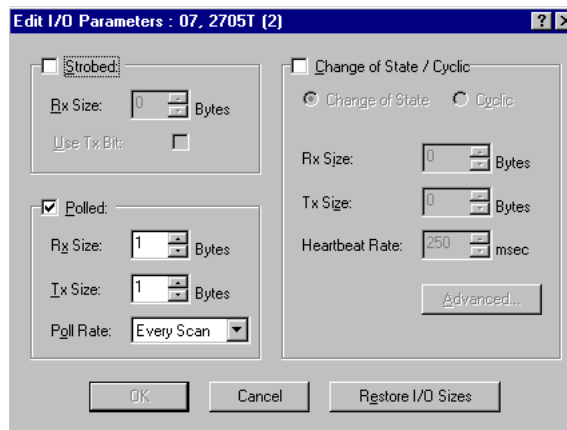 Edit I/O Parameters : 07, 2705T (2)
Strobed:
Rx Size: 0 Bytes
Use Tx Bit:
Polled:
Rx Size: 1 Bytes
Tx Size: 1 Bytes
Poll Rate: Every Scan
Change of State / Cyclic
Change of State Cyclic
Rx Size: 0 Bytes
Tx Size: 0 Bytes
Heartbeat Rate: 250 msec
Advanced...
OK Cancel Restore I/O Sizes